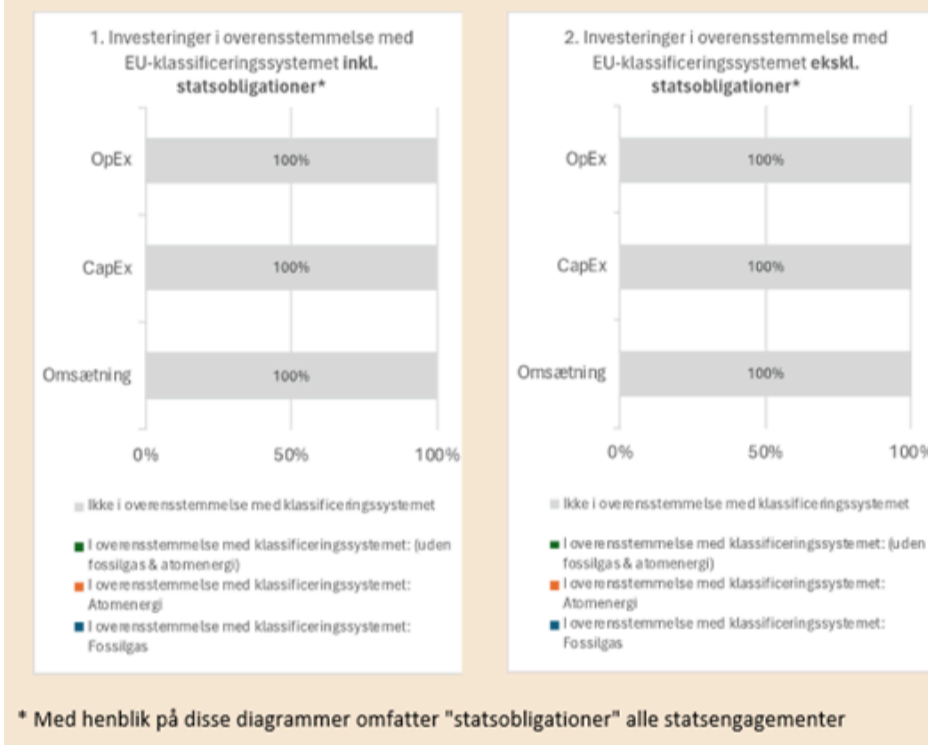 1. Investeringer i overensstemmelse med
EU-klassificeringssystemet inkl.
statsobligationer*
OpEx
100%
CapEx
100%
Omsætning
100%
0%
50%
100%
Ikke i overensstemmelse med klassificeringssystemet
I overensstemmelse med klassificeringssystemet: (uden
fossilgas & atomenergi)
I overensstemmelse med klassificeringssystemet:
Atomenergi
I overensstemmelse med klassificeringssystemet:
Fossilgas
2. Investeringer i overensstemmelse med
EU-klassificeringssystemet ekskl.
statsobligationer*
OpEx
100%
CapEx
100%
Omsætning
100%
0%
50%
100%
Ikke i overensstemmelse med klassificeringssystemet
I overensstemmelse med klassificeringssystemet: (uden
fossilgas & atomenergi)
I overensstemmelse med klassificeringssystemet:
Atomenergi
I overensstemmelse med klassificeringssystemet:
Fossilgas
* Med henblik på disse diagrammer omfatter "statsobligationer" alle statsengagementer